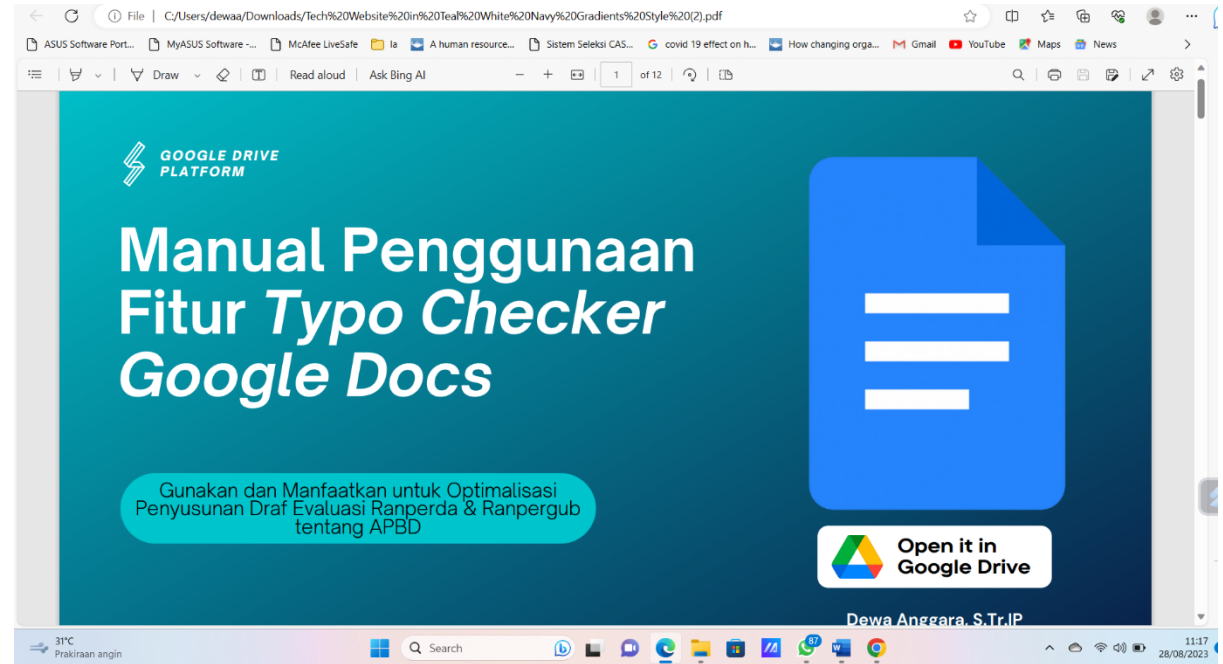 File
C:/Users/dewaa/Downloads/Tech%20Website%20in%20Teal%20White%20Navy%20Gradients%20Style%20(2).pdf
ASUS Software Port...
MyASUS Software -...
McAfee LiveSafe
la
A human resource...
Sistem Seleksi CAS...
covid 19 effect on h...
How changing orga...
Gmail
YouTube
Maps
News
Draw
Read aloud
Ask Bing AI
1
of 12
GOOGLE DRIVE
PLATFORM
Manual Penggunaan
Fitur Typo Checker
Google Docs
Gunakan dan Manfaatkan untuk Optimalisasi
Penyusunan Draf Evaluasi Ranperda & Ranpergub
tentang APBD
Open it in
Google Drive
Dewa Anggara, S.Tr.IP
31°C
Prakiraan angin
Search
87
11:17
28/08/2023